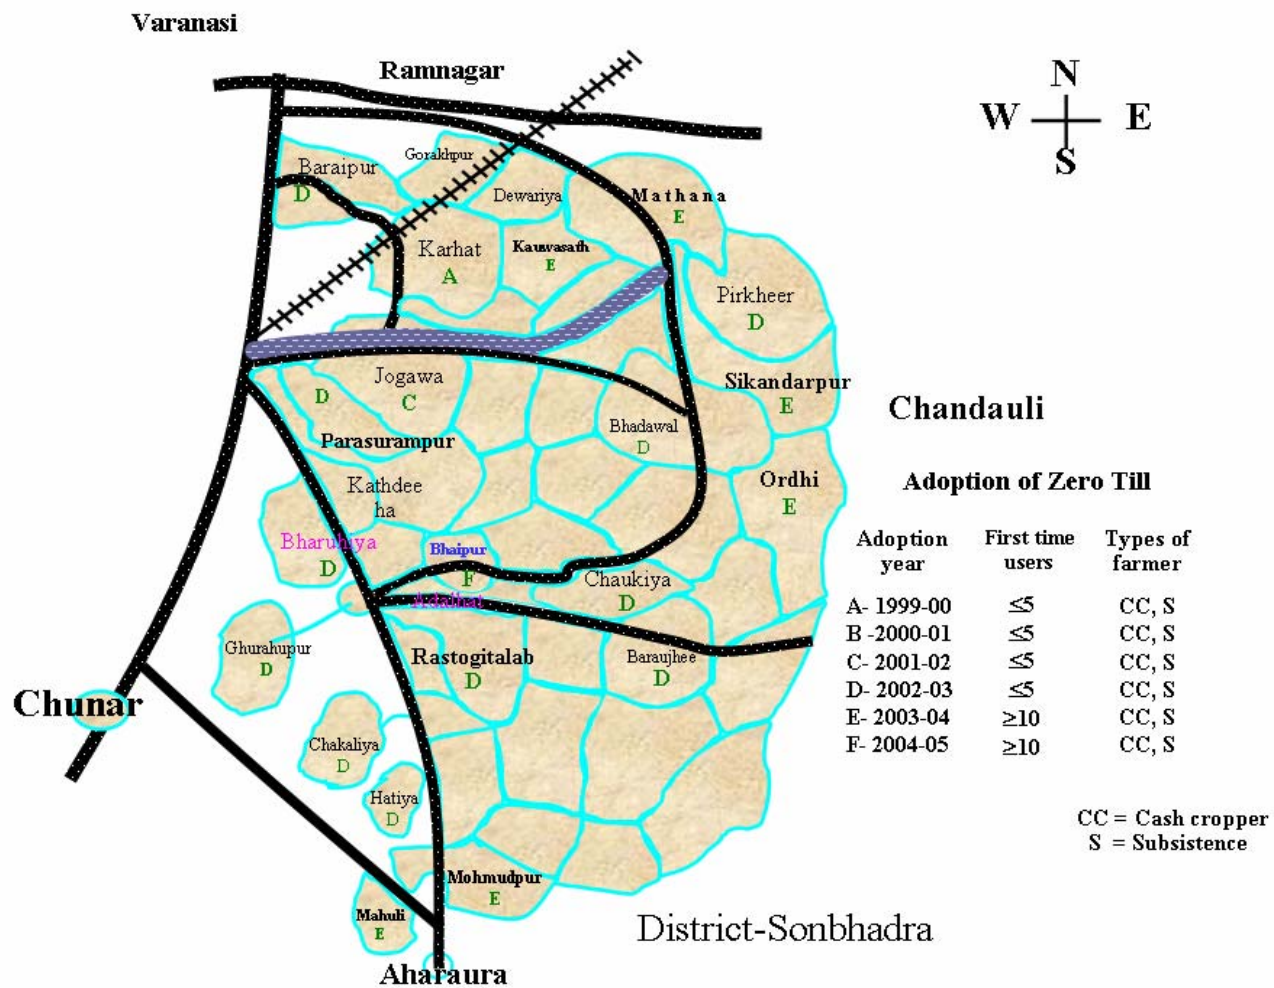 Varanasi
Ramnagar
N
W E
S
Gorakhpur
Baraipur
D
Dewariya
Mathana
E
Karhat
A
Kauwasath
E
Pirkheer
D
Jogawa
C
D
Parasurampur
Sikandarpur
E
Bhadawal
D
Chandauli
Kathdee
ha
Ordhi
E
Bharuhiya
D
Bhaipur
F
Adalhat
Chaukiya
D
Ghurahupur
D
Rastogitalab
D
Baraujhee
D
Chunar
Chakaliya
D
Hatiya
D
Mohmudpur
E
Mahuli
E
Aharaura
District-Sonbhadra
Adoption of Zero Till
Adoption First time Types of
year users farmer
A- 1999-00 ≤5 CC, S
B -2000-01 ≤5 CC, S
C- 2001-02 ≤5 CC, S
D- 2002-03 ≤5 CC, S
E- 2003-04 ≥10 CC, S
F- 2004-05 ≥10 CC, S
CC = Cash cropper
S = Subsistence